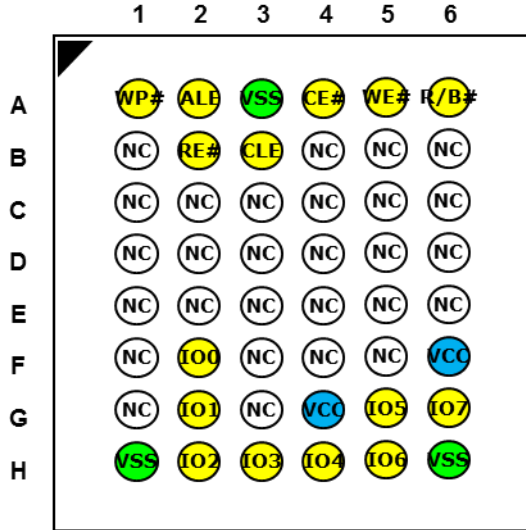 1 2 3 4 5 6
A WP# ALE VSS CE# WE# R/B#
B NC RE# CLE NC NC NC
C NC NC NC NC NC NC
D NC NC NC NC NC NC
E NC NC NC NC NC NC
F NC IO0 NC NC NC VCC
G NC IO1 NC VCC IO5 IO7
H VSS IO2 IO3 IO4 IO6 VSS